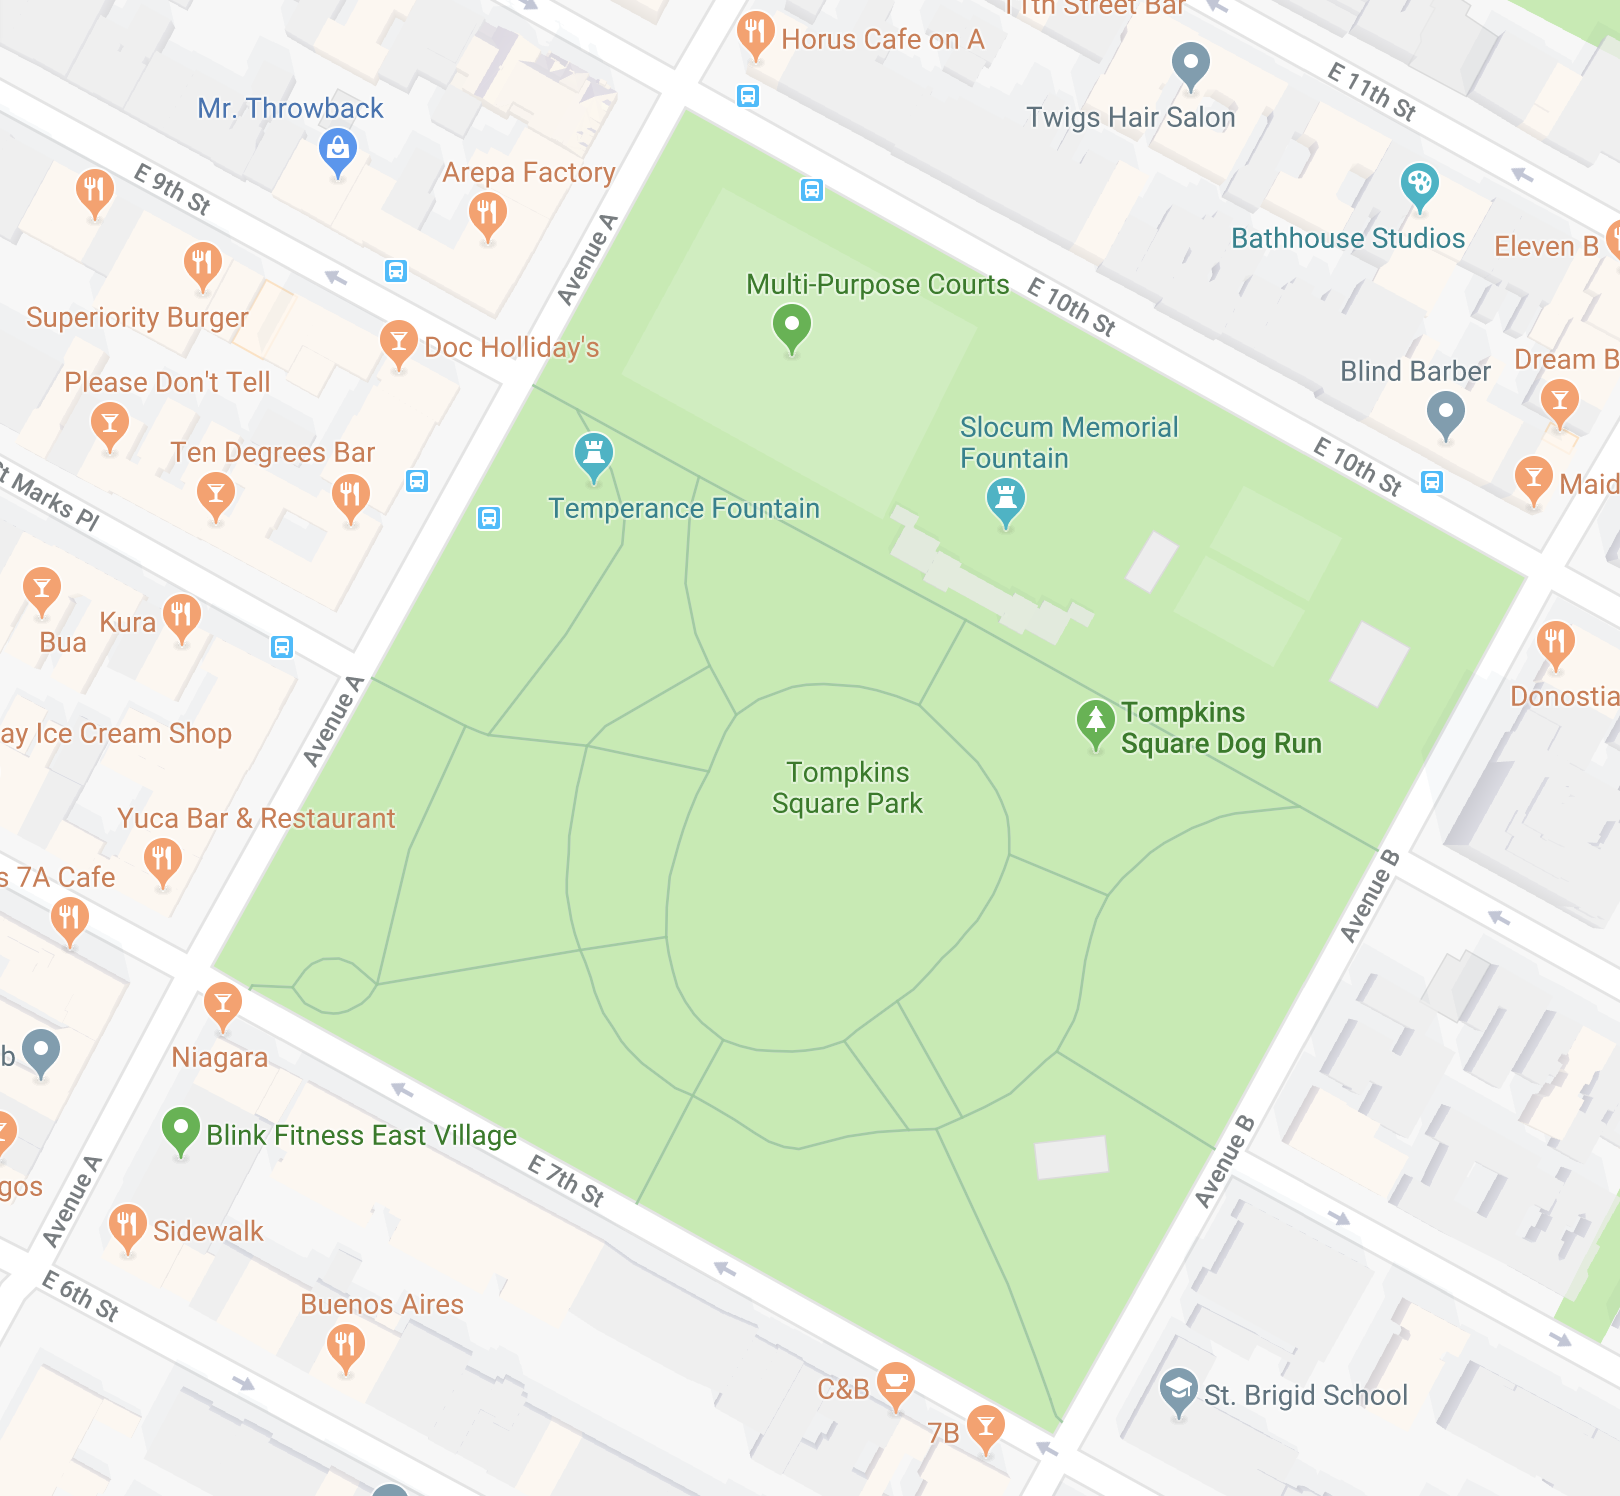 11th Street Bar
Horus Cafe on A
E 11th St
Twigs Hair Salon
Mr. Throwback
Arepa Factory
E 9th St
Avenue A
Bathhouse Studios
Eleven B
Multi-Purpose Courts
E 10th St
Superiority Burger
Doc Holliday's
Please Don't Tell
Blind Barber
Dream B
Slocum Memorial
Fountain
Ten Degrees Bar
E 10th St
Maid
St Marks Pl
Temperance Fountain
Kura
Bua
Donostia
Avenue A
Tompkins
Square Dog Run
ay Ice Cream Shop
Tompkins
Square Park
Yuca Bar & Restaurant
s 7A Cafe
Avenue B
Niagara
b
Blink Fitness East Village
E 7th St
Avenue B
gos
Avenue A
Sidewalk
E 6th St
Buenos Aires
C&B
St. Brigid School
7B